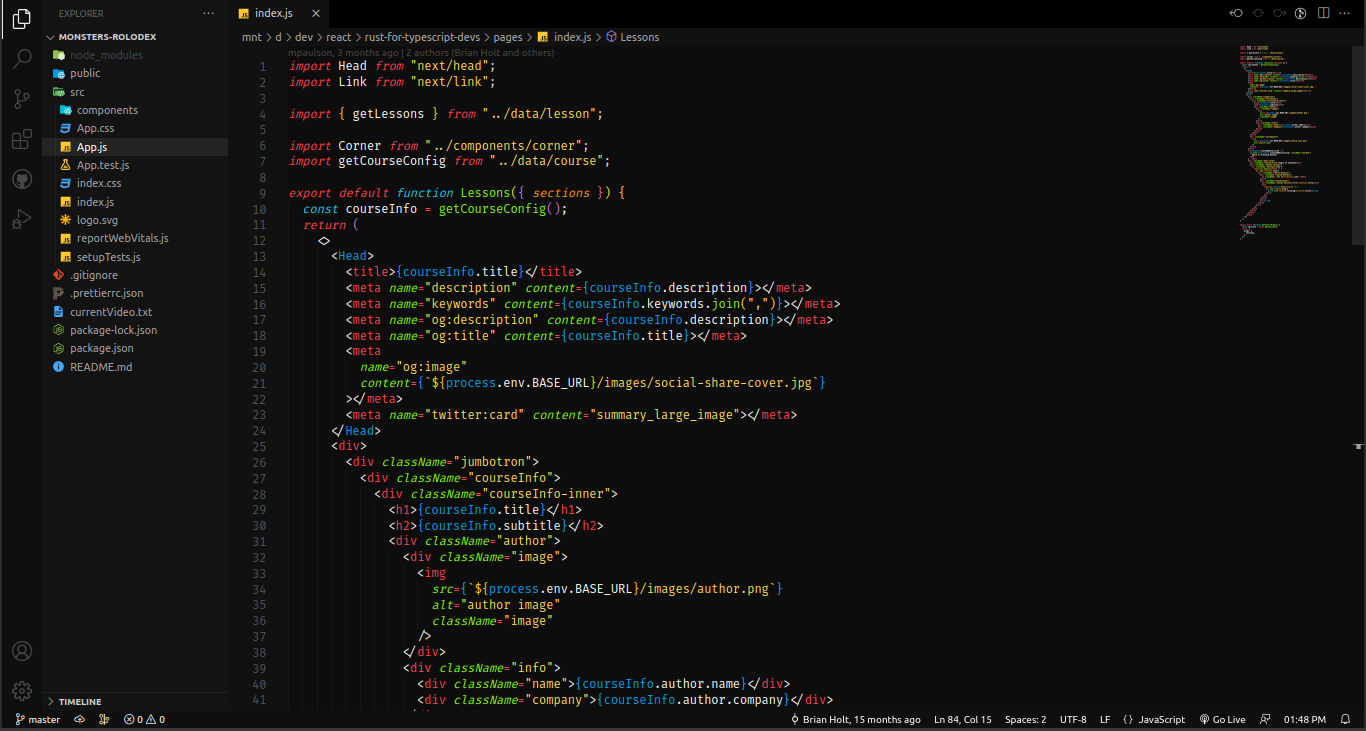 EXPLORER
index.js
MONSTERS-ROLODEX
mnt > d > dev > react > rust-for-typescript-devs > pages > index.js > Lessons
node_modules
public
src
components
App.css
App.js
App.test.js
index.css
index.js
logo.svg
reportWebVitals.js
setupTests.js
.gitignore
.prettierrc.json
currentVideo.txt
package-lock.json
package.json
README.md
TIMELINE
mpaulson, 3 months ago | 2 authors (Brian Holt and others)
1 import Head from "next/head";
2 import Link from "next/link";
3
4 import { getLessons } from "../data/lesson";
5
6 import Corner from "../components/corner";
7 import getCourseConfig from "../data/course";
8
9 export default function Lessons({ sections }) {
10 const courseInfo = getCourseConfig();
11 return (
12 <>
13 <Head>
14 <title>{courseInfo.title}</title>
15 <meta name="description" content={courseInfo.description}></meta>
16 <meta name="keywords" content={courseInfo.keywords.join(",")}></meta>
17 <meta name="og:description" content={courseInfo.description}></meta>
18 <meta name="og:title" content={courseInfo.title}></meta>
19 <meta
20 name="og:image"
21 content={`${process.env.BASE_URL}/images/social-share-cover.jpg`}
22 ></meta>
23 <meta name="twitter:card" content="summary_large_image"></meta>
24 </Head>
25 <div>
26 <div className="jumbotron">
27 <div className="courseInfo">
28 <div className="courseInfo-inner">
29 <h1>{courseInfo.title}</h1>
30 <h2>{courseInfo.subtitle}</h2>
31 <div className="author">
32 <div className="image">
33 <img
34 src={`${process.env.BASE_URL}/images/author.png`}
35 alt="author image"
36 className="image"
37 />
38 </div>
39 <div className="info">
40 <div className="name">{courseInfo.author.name}</div>
41 <div className="company">{courseInfo.author.company}</div>
master 0 0 Brian Holt, 15 months ago Ln 84, Col 15 Spaces: 2 UTF-8 LF {} JavaScript Go Live 01:48 PM